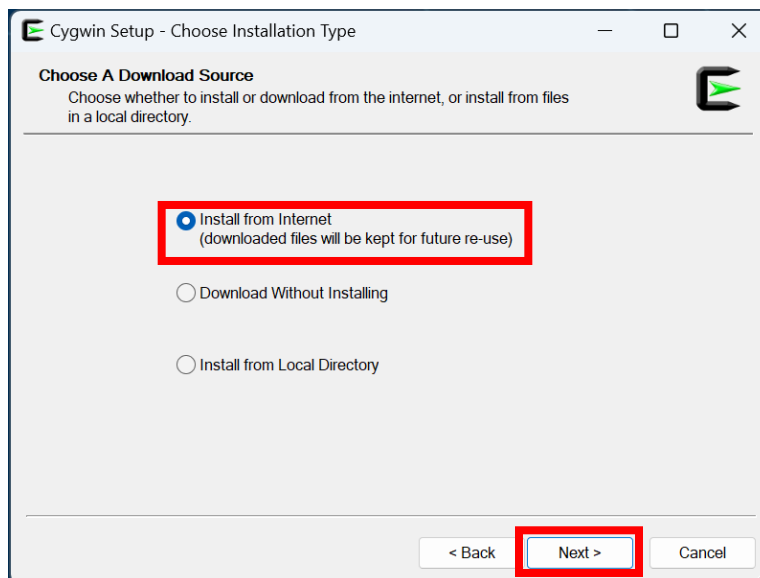 Cygwin Setup - Choose Installation Type
Choose A Download Source
Choose whether to install or download from the internet, or install from files
in a local directory.
Install from Internet
(downloaded files will be kept for future re-use)
Download Without Installing
Install from Local Directory
< Back Next > Cancel